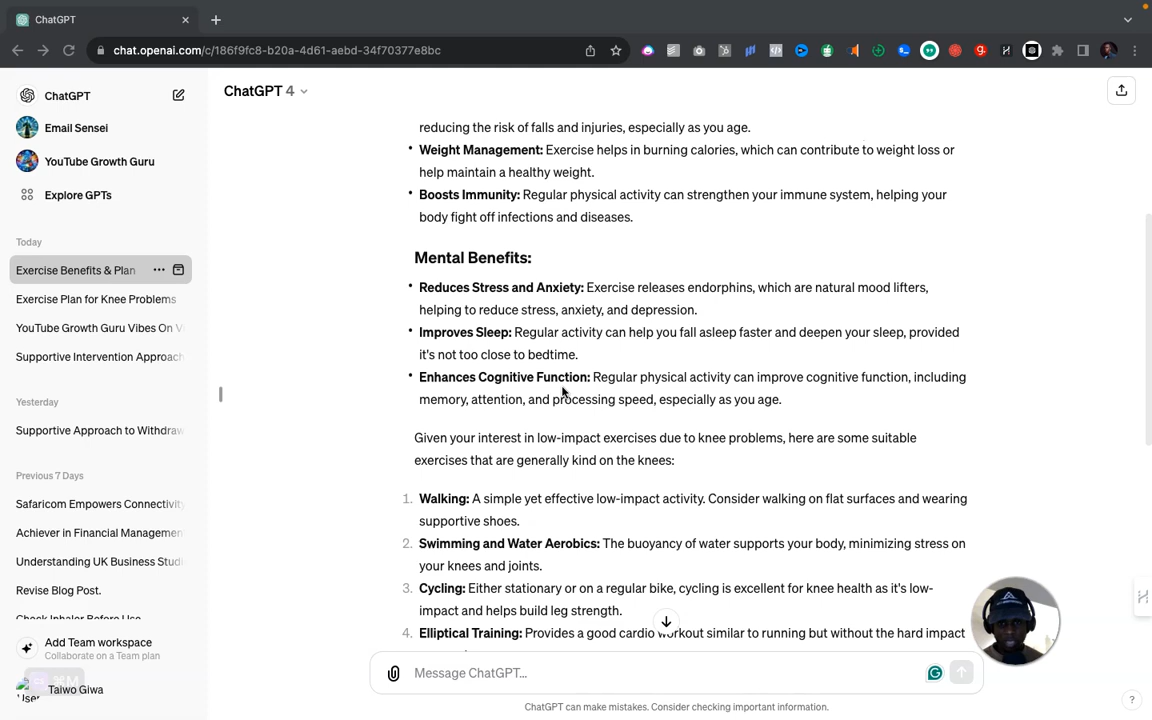 ChatGPT
chat.openai.com/c/186f9fc8-b20a-4d61-aebd-34f70377e8bc
ChatGPT
Email Sensei
YouTube Growth Guru
Explore GPTs
Today
Exercise Benefits & Plan
Exercise Plan for Knee Problems
YouTube Growth Guru Vibes On V
Supportive Intervention Approach
Yesterday
Supportive Approach to Withdraw
Previous 7 Days
Safaricom Empowers Connectivity
Achiever in Financial Managemen
Understanding UK Business Studi
Revise Blog Post.
Check Inhaler Before Use
Add Team workspace
Collaborate on a Team plan
Taiwo Giwa
ChatGPT 4
reducing the risk of falls and injuries, especially as you age.
• Weight Management: Exercise helps in burning calories, which can contribute to weight loss or
help maintain a healthy weight.
• Boosts Immunity: Regular physical activity can strengthen your immune system, helping your
body fight off infections and diseases.
Mental Benefits:
• Reduces Stress and Anxiety: Exercise releases endorphins, which are natural mood lifters,
helping to reduce stress, anxiety, and depression.
• Improves Sleep: Regular activity can help you fall asleep faster and deepen your sleep, provided
it's not too close to bedtime.
• Enhances Cognitive Function: Regular physical activity can improve cognitive function, including
memory, attention, and processing speed, especially as you age.
Given your interest in low-impact exercises due to knee problems, here are some suitable
exercises that are generally kind on the knees:
1. Walking: A simple yet effective low-impact activity. Consider walking on flat surfaces and wearing
supportive shoes.
2. Swimming and Water Aerobics: The buoyancy of water supports your body, minimizing stress on
your knees and joints.
3. Cycling: Either stationary or on a regular bike, cycling is excellent for knee health as it's low-
impact and helps build leg strength.
4. Elliptical Training: Provides a good cardio workout similar to running but without the hard impact
Message ChatGPT...
ChatGPT can make mistakes. Consider checking important information.
?